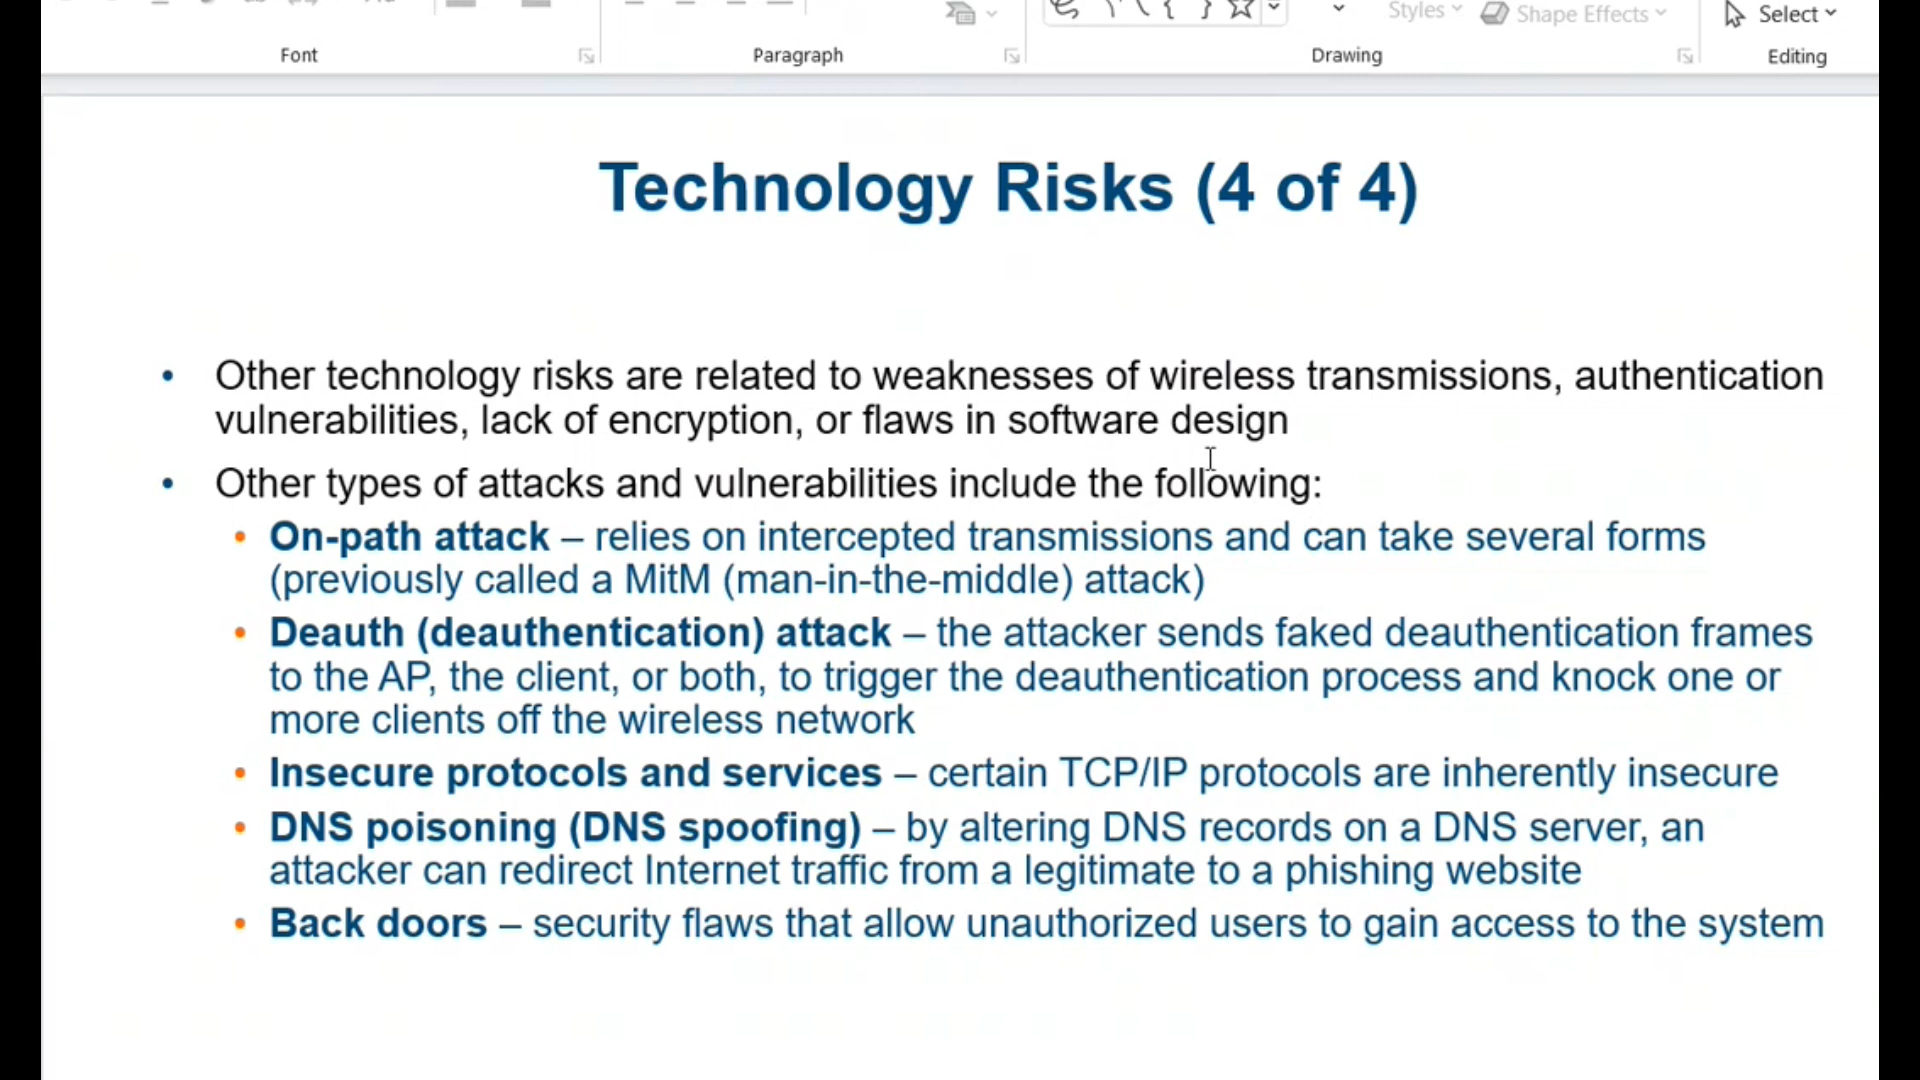 Styles
Shape Effects
Select
Font
Paragraph
Drawing
Editing
Technology Risks (4 of 4)
• Other technology risks are related to weaknesses of wireless transmissions, authentication
vulnerabilities, lack of encryption, or flaws in software design
• Other types of attacks and vulnerabilities include the following:
• On-path attack – relies on intercepted transmissions and can take several forms
(previously called a MitM (man-in-the-middle) attack)
• Deauth (deauthentication) attack – the attacker sends faked deauthentication frames
to the AP, the client, or both, to trigger the deauthentication process and knock one or
more clients off the wireless network
• Insecure protocols and services – certain TCP/IP protocols are inherently insecure
• DNS poisoning (DNS spoofing) – by altering DNS records on a DNS server, an
attacker can redirect Internet traffic from a legitimate to a phishing website
• Back doors – security flaws that allow unauthorized users to gain access to the system